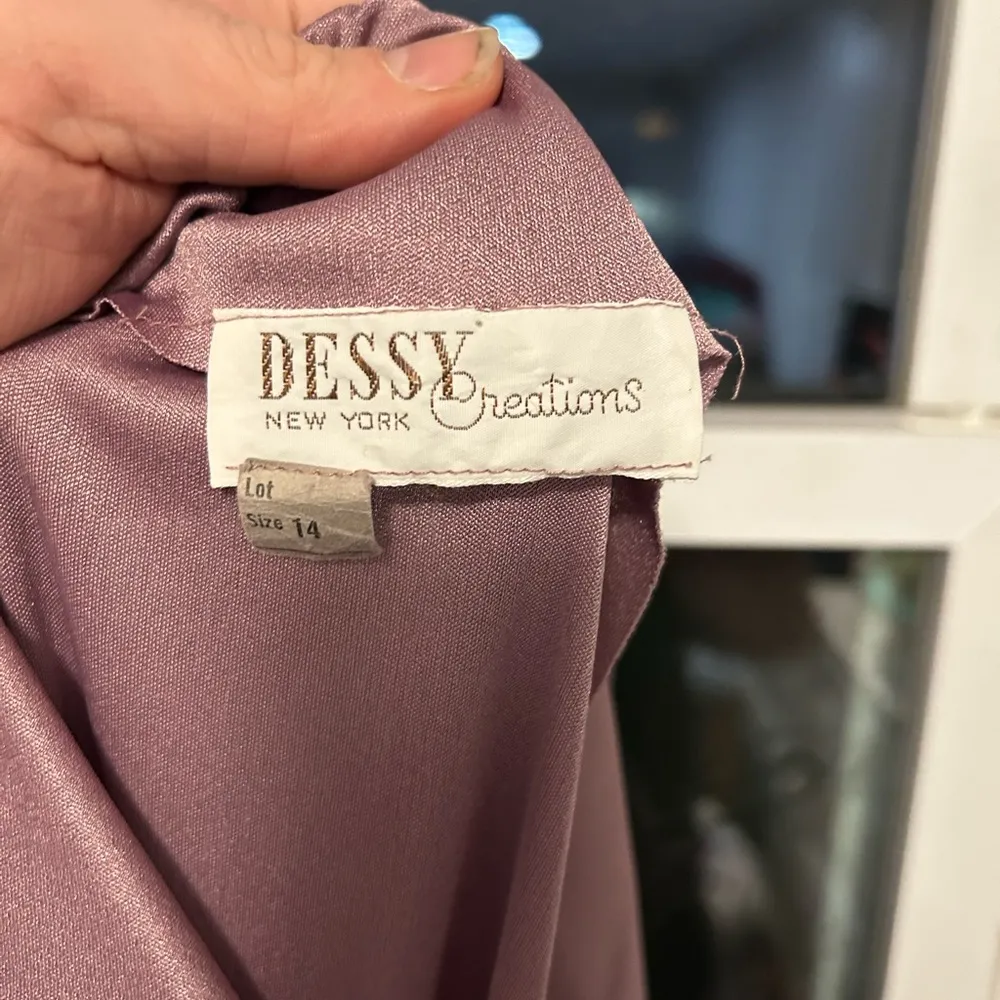 DESSY Creations
NEW YORK
Lot
Size 14